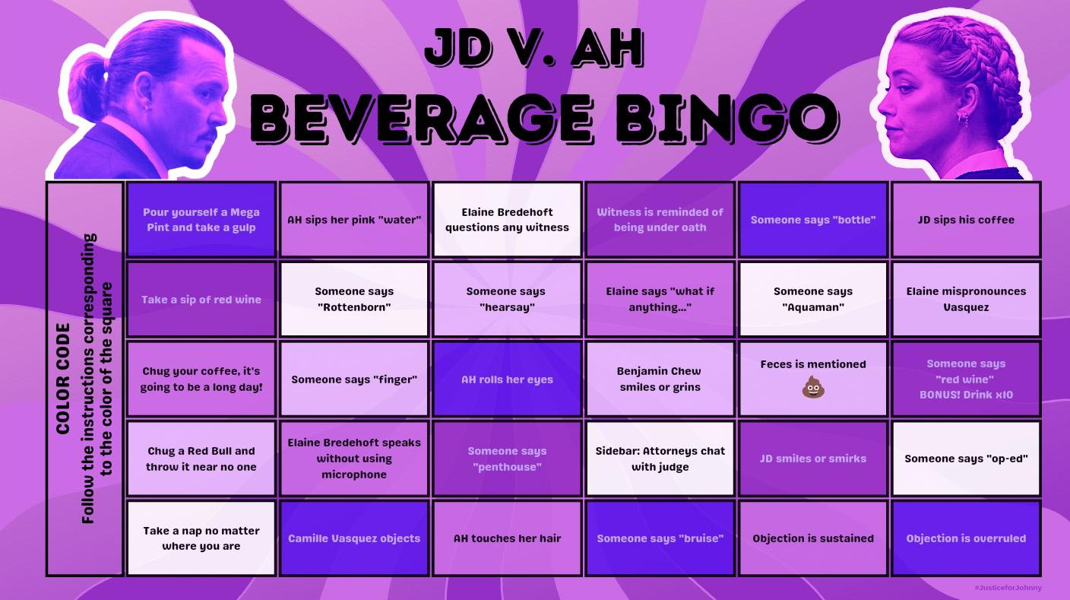 JD V. AH
BEVERAGE BINGO
COLOR CODE
Follow the instructions corresponding
to the color of the square
Pour yourself a Mega
Pint and take a gulp
AH sips her pink "water"
Elaine Bredehoft
questions any witness
Witness is reminded of
being under oath
Someone says "bottle"
JD sips his coffee
Take a sip of red wine
Someone says
"Rottenborn"
Someone says
"hearsay"
Elaine says "what if
anything..."
Someone says
"Aquaman"
Elaine mispronounces
Vasquez
Chug your coffee, it's
going to be a long day!
Someone says "finger"
AH rolls her eyes
Benjamin Chew
smiles or grins
Feces is mentioned
Someone says
"red wine"
BONUS! Drink x10
Chug a Red Bull and
throw it near no one
Elaine Bredehoft speaks
without using
microphone
Someone says
"penthouse"
Sidebar: Attorneys chat
with judge
JD smiles or smirks
Someone says "op-ed"
Take a nap no matter
where you are
Camille Vasquez objects
AH touches her hair
Someone says "bruise"
Objection is sustained
Objection is overruled
#JusticeforJohnny